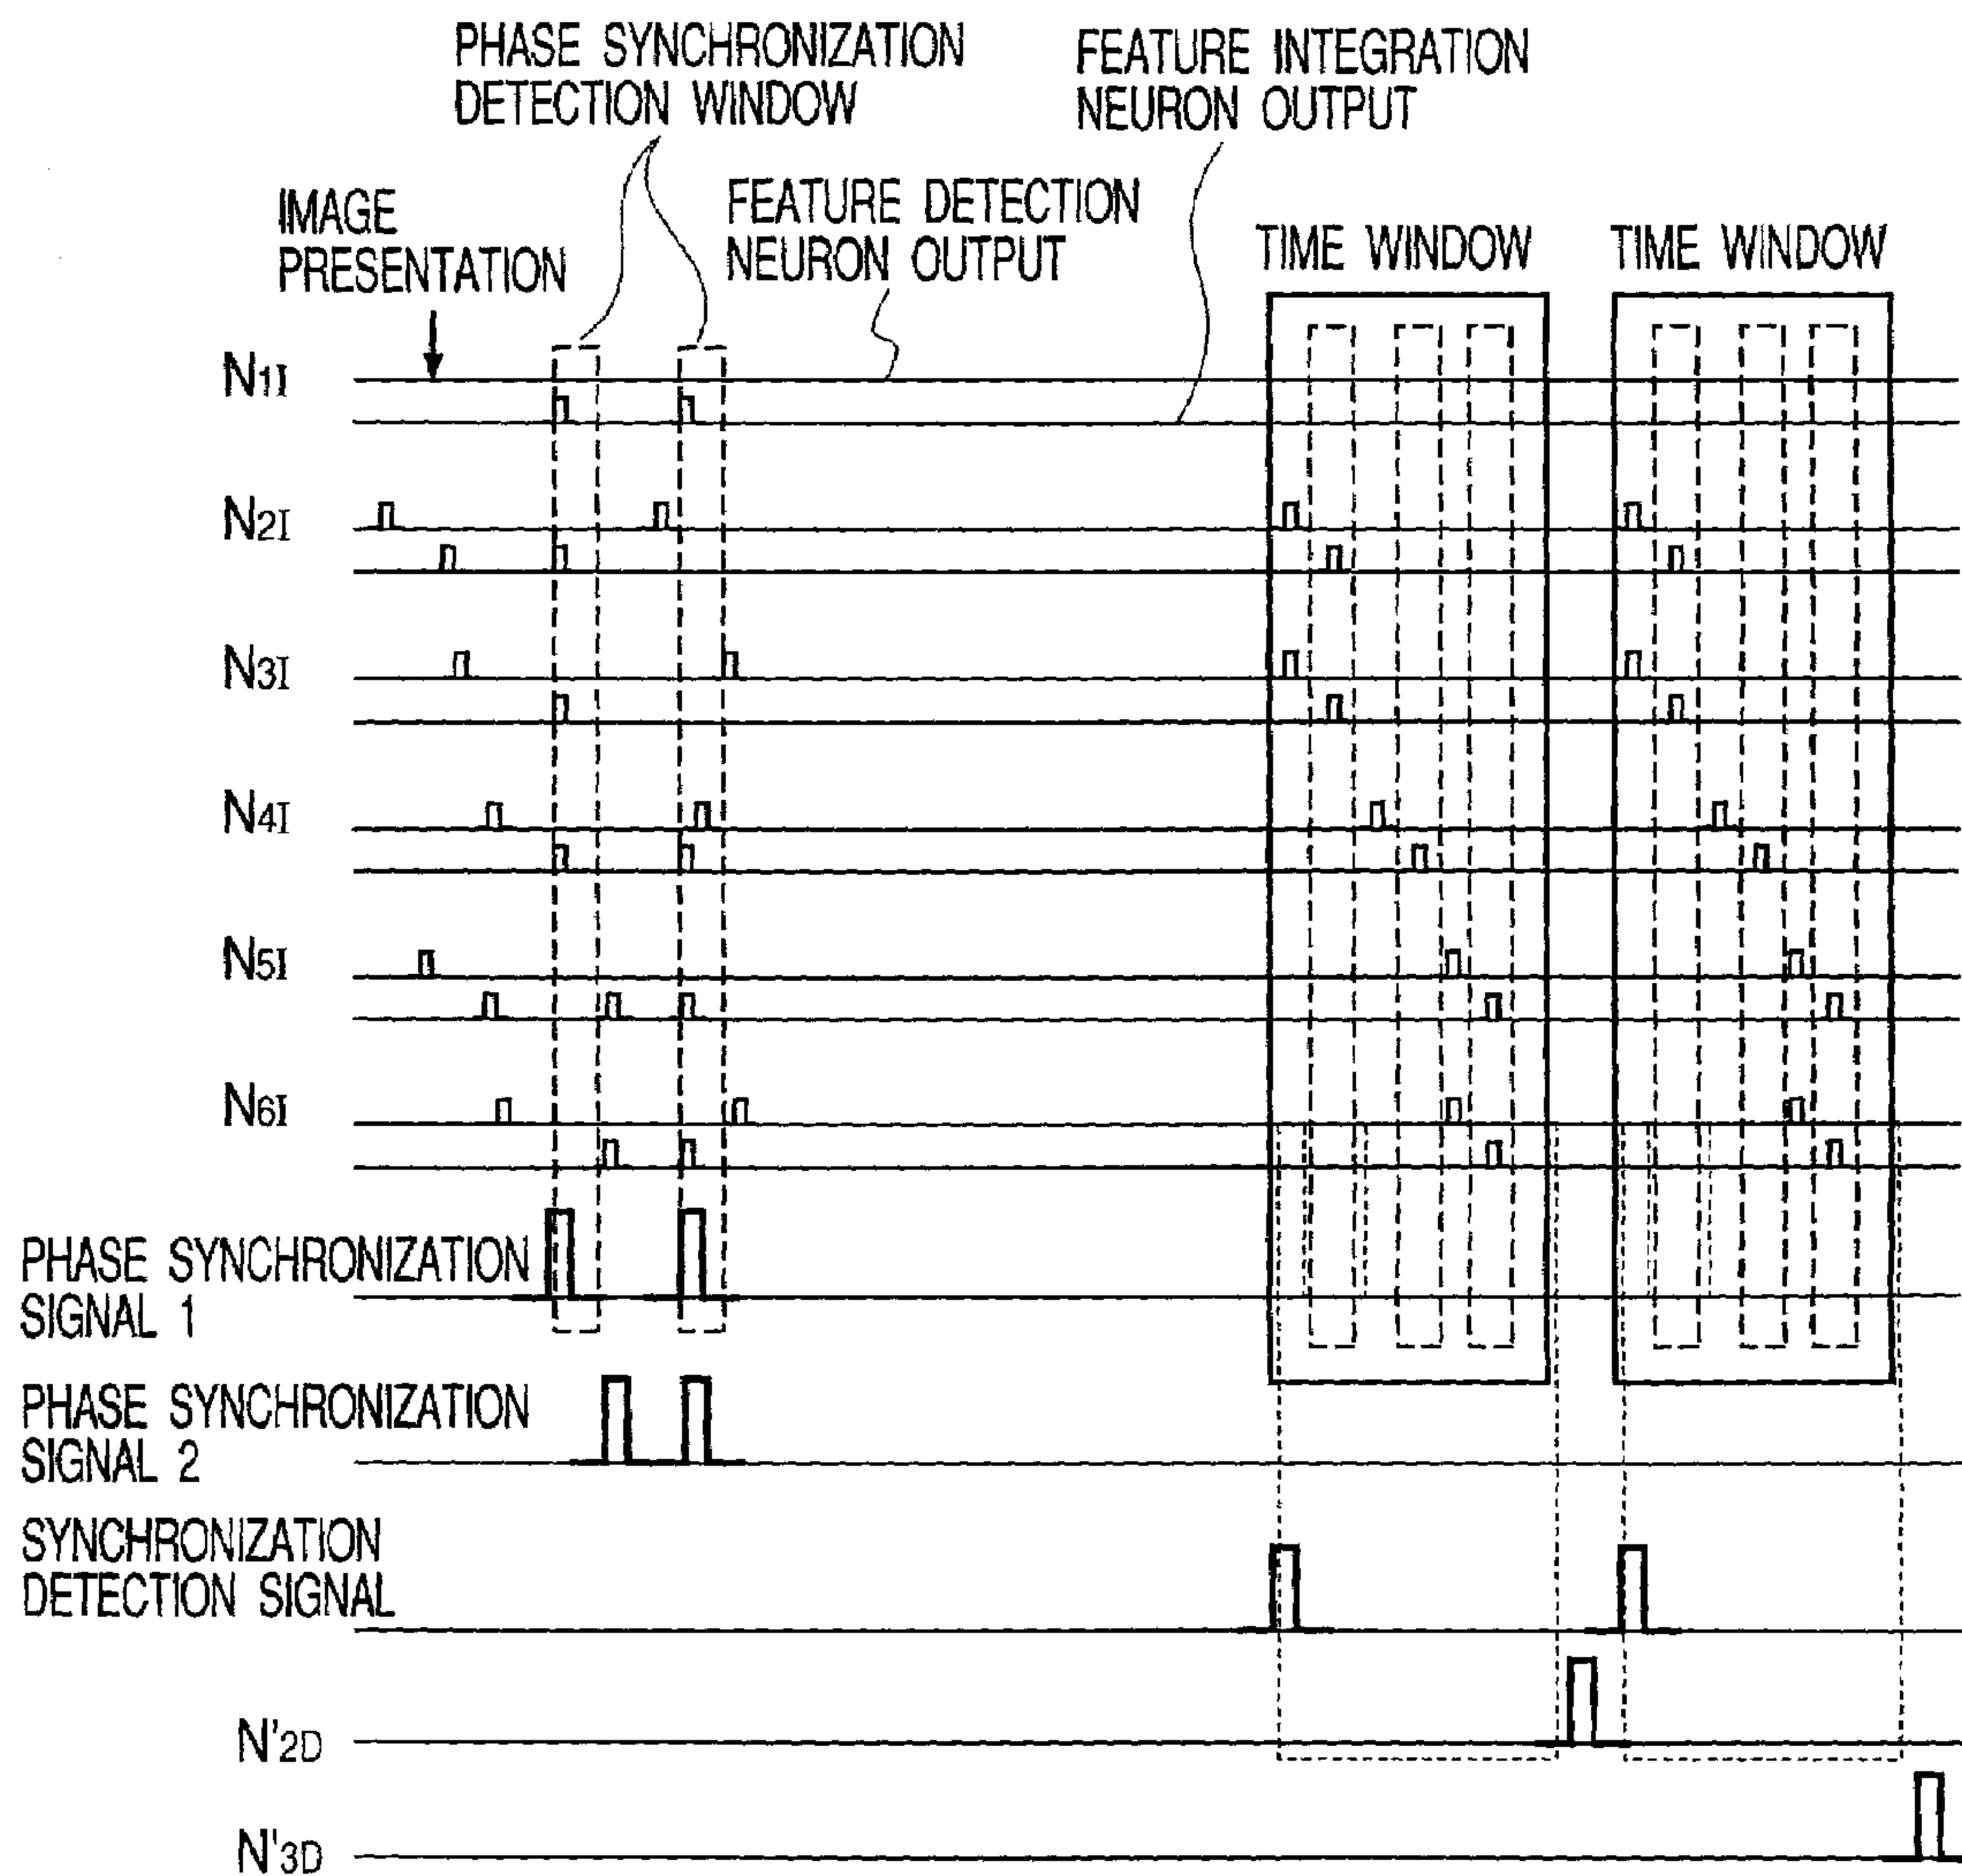 PHASE SYNCHRONIZATION
DETECTION WINDOW
FEATURE INTEGRATION
NEURON OUTPUT
IMAGE
PRESENTATION
FEATURE DETECTION
NEURON OUTPUT
TIME WINDOW
TIME WINDOW
N1I
N2I
N3I
N4I
N5I
N6I
PHASE SYNCHRONIZATION
SIGNAL 1
PHASE SYNCHRONIZATION
SIGNAL 2
SYNCHRONIZATION
DETECTION SIGNAL
N'2D
N'3D